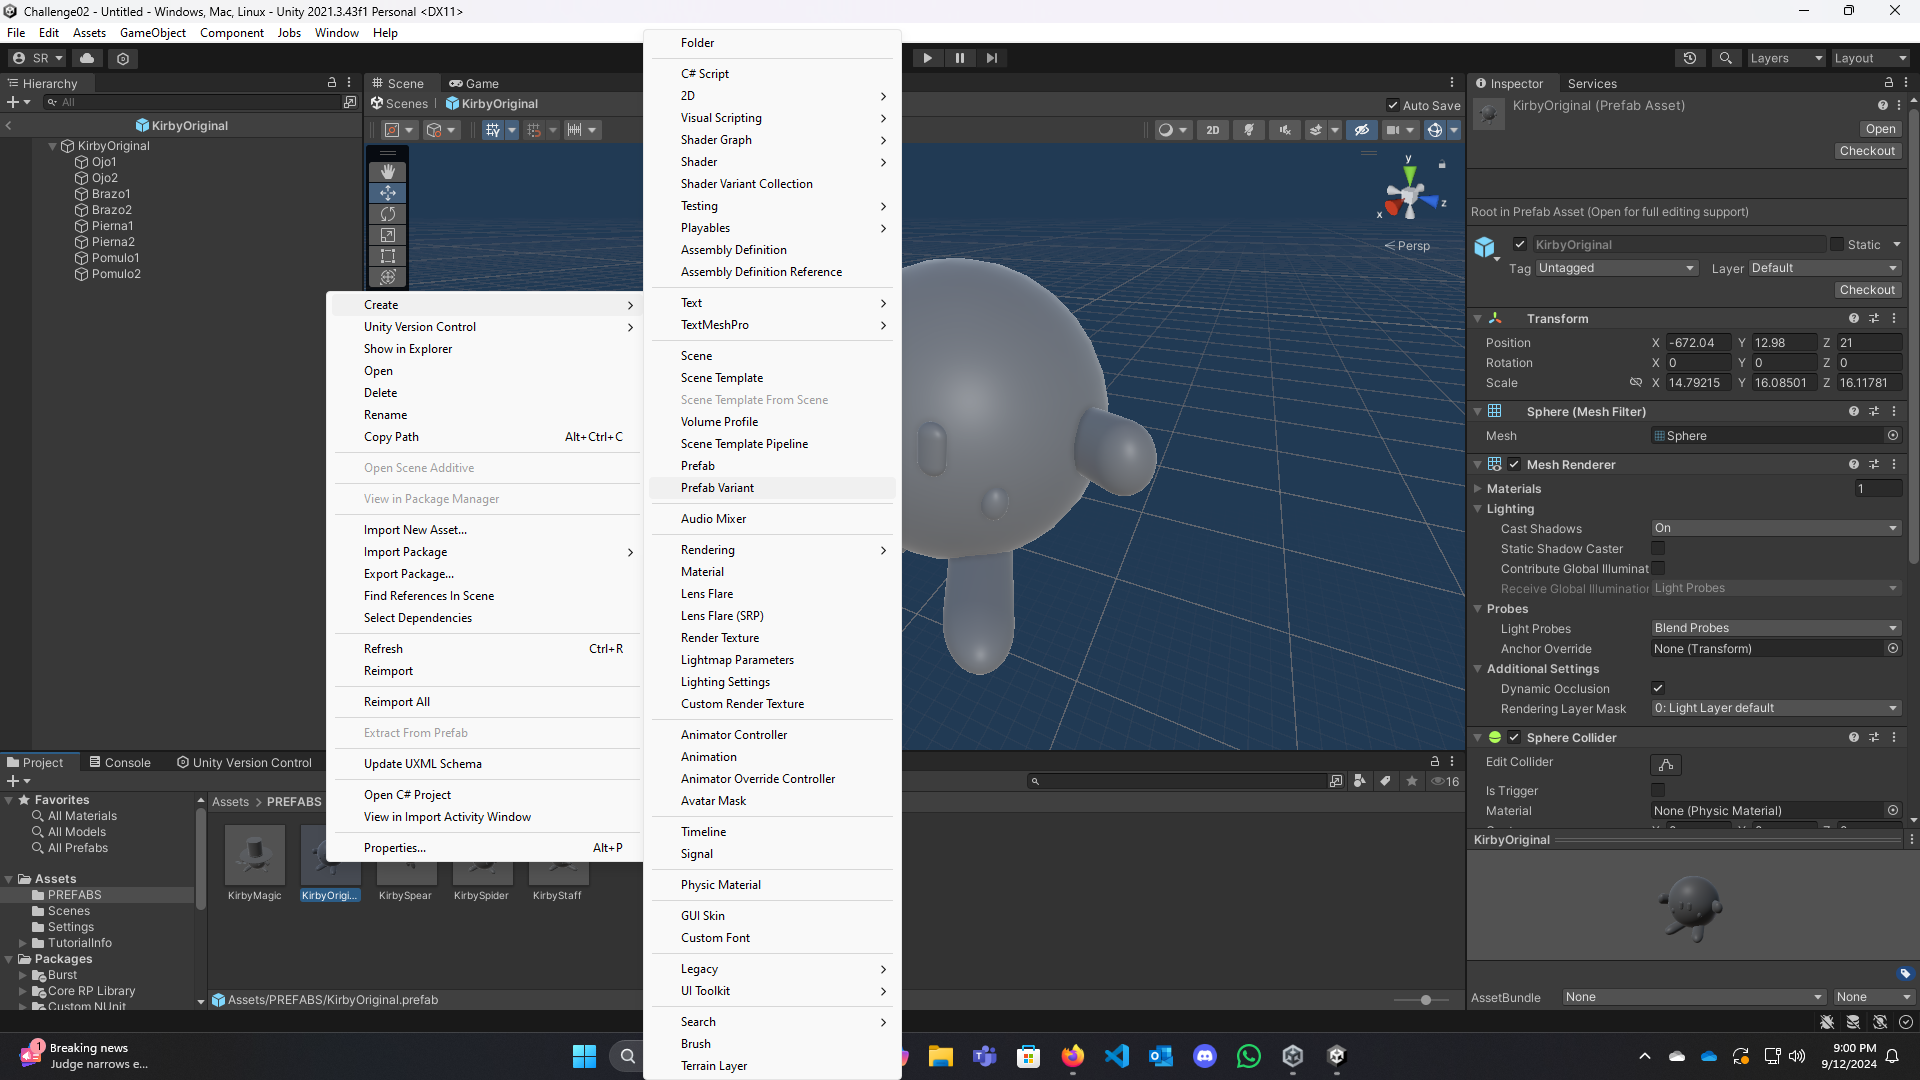 Challenge02 - Untitled - Windows, Mac, Linux - Unity 2021.3.43f1 Personal <DX11>
File Edit Assets GameObject Component Jobs Window Help
SR
Layers Layout
Hierarchy
All
KirbyOriginal
KirbyOriginal
Ojo1
Ojo2
Brazo1
Brazo2
Pierna1
Pierna2
Pomulo1
Pomulo2
Scene Game
Scenes KirbyOriginal
Auto Save
2D
y
x
z
Persp
Create
Unity Version Control
Show in Explorer
Open
Delete
Rename
Copy Path Alt+Ctrl+C
Open Scene Additive
View in Package Manager
Import New Asset...
Import Package
Export Package...
Find References In Scene
Select Dependencies
Refresh Ctrl+R
Reimport
Reimport All
Extract From Prefab
Update UXML Schema
Open C# Project
View in Import Activity Window
Properties... Alt+P
Folder
C# Script
2D
Visual Scripting
Shader Graph
Shader
Shader Variant Collection
Testing
Playables
Assembly Definition
Assembly Definition Reference
Text
TextMeshPro
Scene
Scene Template
Scene Template From Scene
Volume Profile
Scene Template Pipeline
Prefab
Prefab Variant
Audio Mixer
Rendering
Material
Lens Flare
Lens Flare (SRP)
Render Texture
Lightmap Parameters
Lighting Settings
Custom Render Texture
Animator Controller
Animation
Animator Override Controller
Avatar Mask
Timeline
Signal
Physic Material
GUI Skin
Custom Font
Legacy
UI Toolkit
Search
Brush
Terrain Layer
Inspector Services
KirbyOriginal (Prefab Asset)
Open
Checkout
Root in Prefab Asset (Open for full editing support)
KirbyOriginal Static
Tag Untagged Layer Default
Checkout
Transform
Position X -672.04 Y 12.98 Z 21
Rotation X 0 Y 0 Z 0
Scale X 14.79215 Y 16.08501 Z 16.11781
Sphere (Mesh Filter)
Mesh Sphere
Mesh Renderer
Materials 1
Lighting
Cast Shadows On
Static Shadow Caster
Contribute Global Illuminat
Receive Global Illumination Light Probes
Probes
Light Probes Blend Probes
Anchor Override None (Transform)
Additional Settings
Dynamic Occlusion
Rendering Layer Mask 0: Light Layer default
Sphere Collider
Edit Collider
Is Trigger
Material None (Physic Material)
KirbyOriginal
AssetBundle None None
Project Console Unity Version Control
16
Favorites
All Materials
All Models
All Prefabs
Assets
PREFABS
Scenes
Settings
TutorialInfo
Packages
Burst
Core RP Library
Custom NUnit
Assets > PREFABS
KirbyMagic KirbyOrigi... KirbySpear KirbySpider KirbyStaff
Assets/PREFABS/KirbyOriginal.prefab
1
Breaking news
Judge narrows e...
9:00 PM
9/12/2024